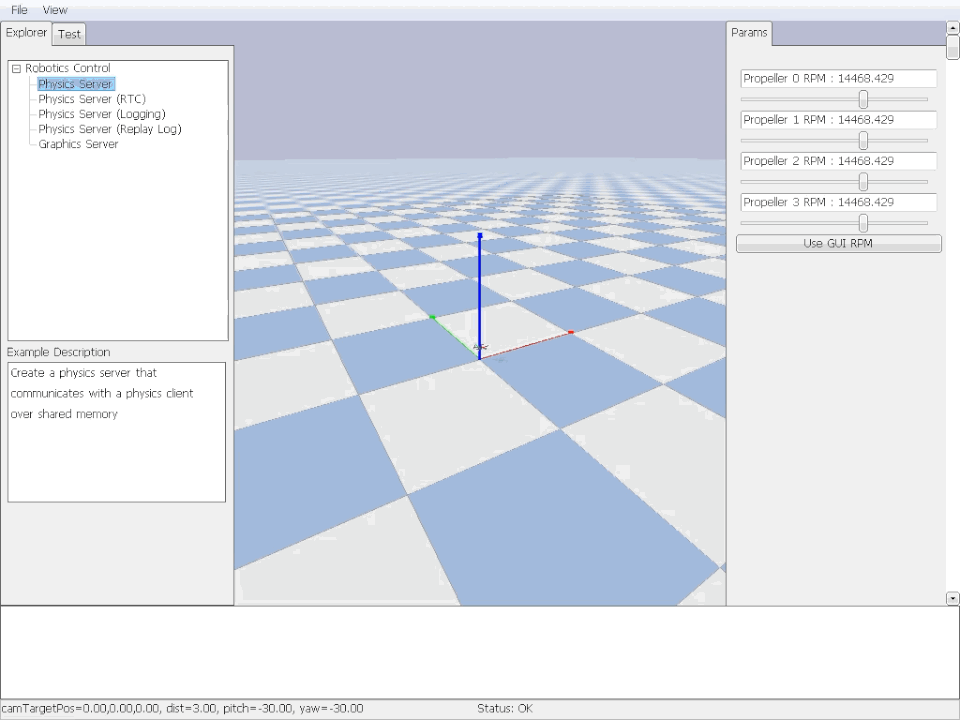 File View
Explorer Test
Robotics Control
Physics Server
Physics Server (RTC)
Physics Server (Logging)
Physics Server (Replay Log)
Graphics Server
Example Description
Create a physics server that
communicates with a physics client
over shared memory
Params
Propeller 0 RPM : 14468.429
Propeller 1 RPM : 14468.429
Propeller 2 RPM : 14468.429
Propeller 3 RPM : 14468.429
Use GUI RPM
camTargetPos=0.00,0.00,0.00, dist=3.00, pitch=-30.00, yaw=-30.00 Status: OK